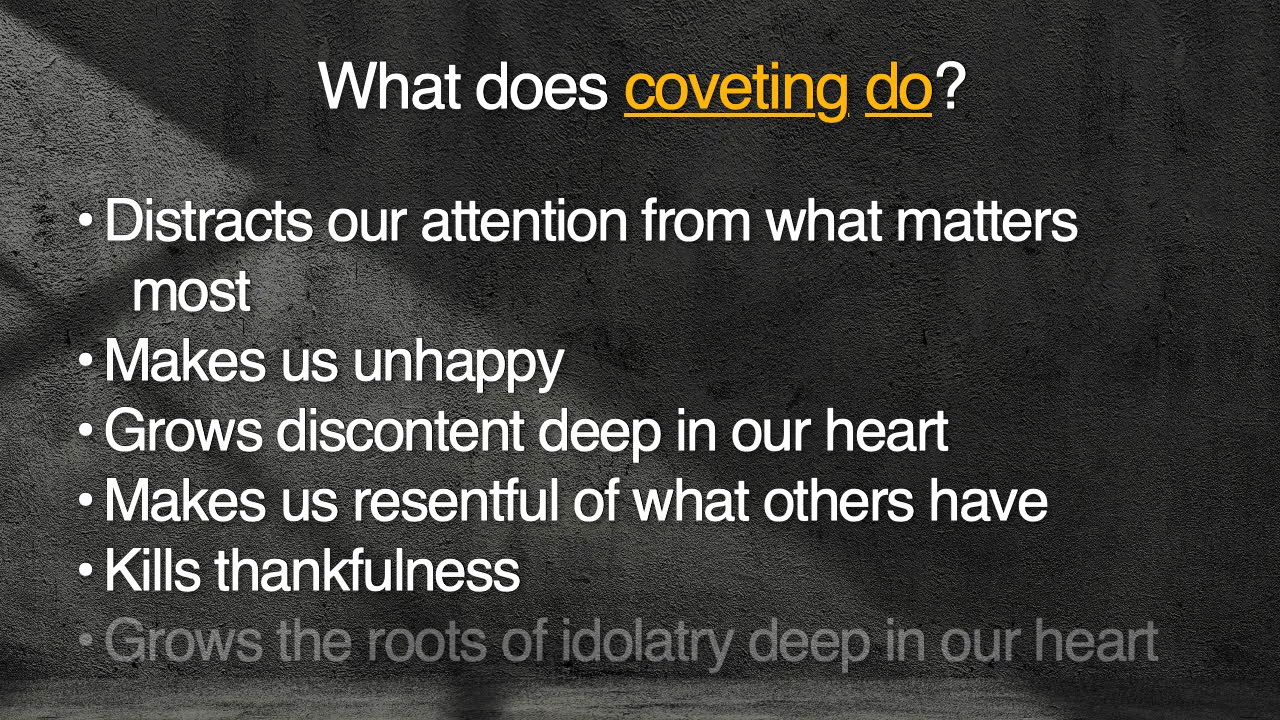 What does coveting do?
• Distracts our attention from what matters
most
• Makes us unhappy
• Grows discontent deep in our heart
• Makes us resentful of what others have
• Kills thankfulness
• Grows the roots of idolatry deep in our heart